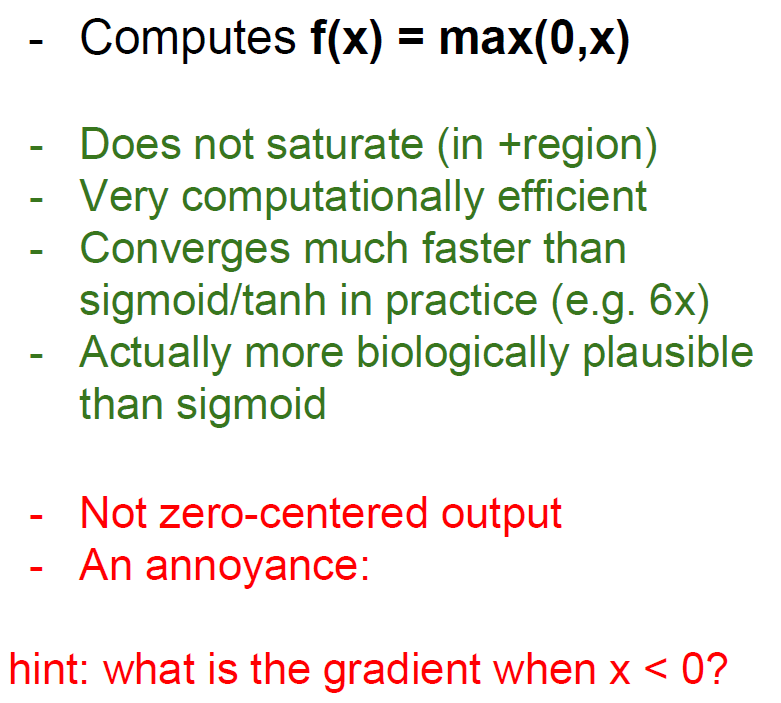 - Computes f(x) = max(0,x)
- Does not saturate (in +region)
- Very computationally efficient
- Converges much faster than
sigmoid/tanh in practice (e.g. 6x)
- Actually more biologically plausible
than sigmoid
- Not zero-centered output
- An annoyance:
hint: what is the gradient when x < 0?